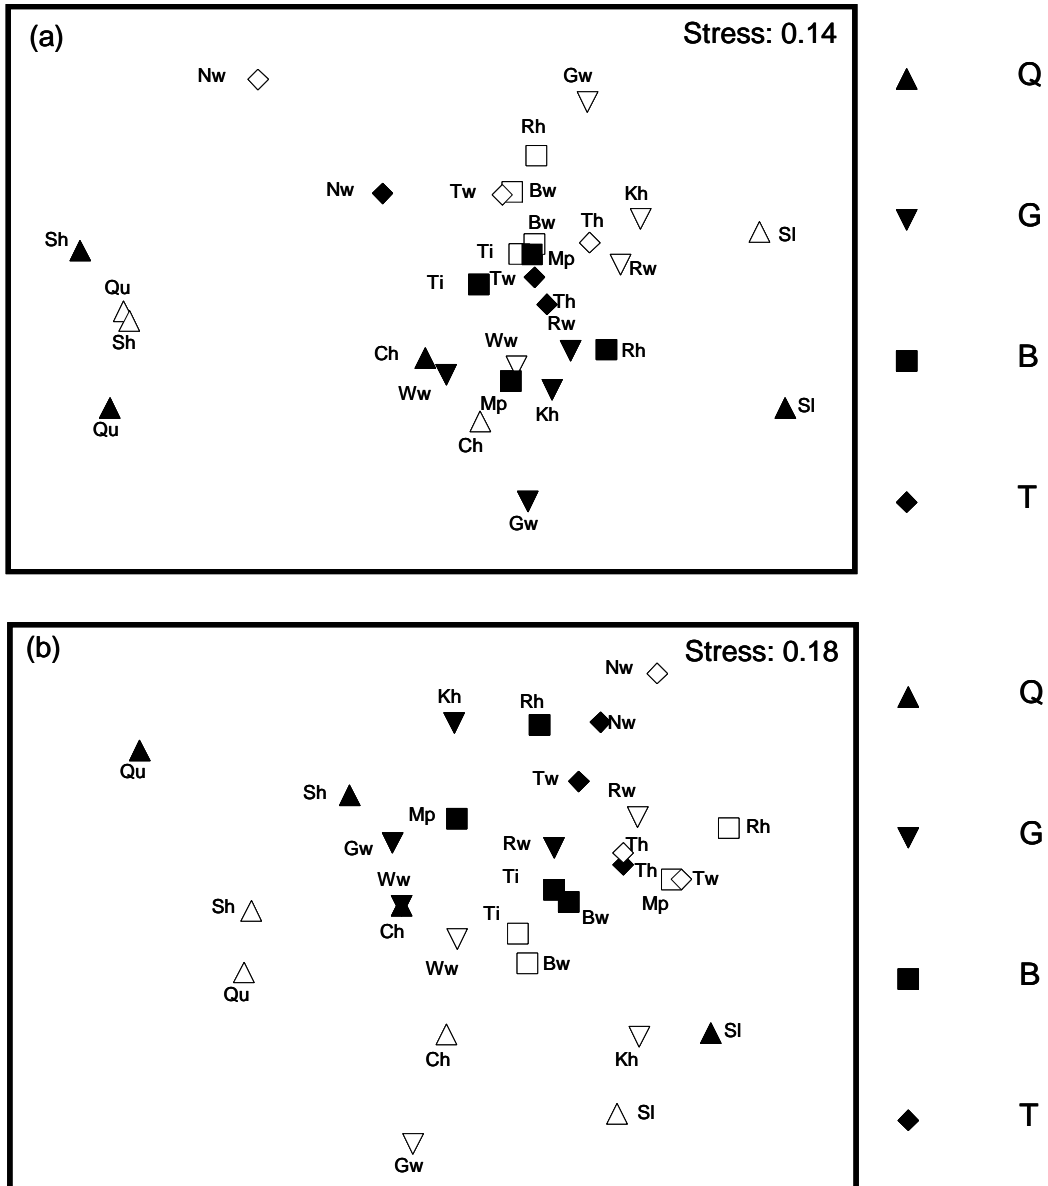 (a)
Stress: 0.14
Nw
Gw
Q
Rh
Nw
Tw
Bw
Kh
G
Sh
Bw
Th
Sl
Ti
Mp
Rw
Qu
Ti
Tw
Th
Sh
Rw
Ww
Ch
Rh
B
Ww
Mp
Kh
Sl
Qu
Ch
T
Gw
(b)
Stress: 0.18
Nw
Kh
Rh
Nw
Q
Qu
Tw
Sh
Rw
Mp
Rh
Gw
Rw
Th
G
Ww
Ti
Th
Tw
Sh
Mp
Ti
Bw
Ch
Ww
Bw
Qu
B
Ch
Kh
Sl
Sl
T
Gw